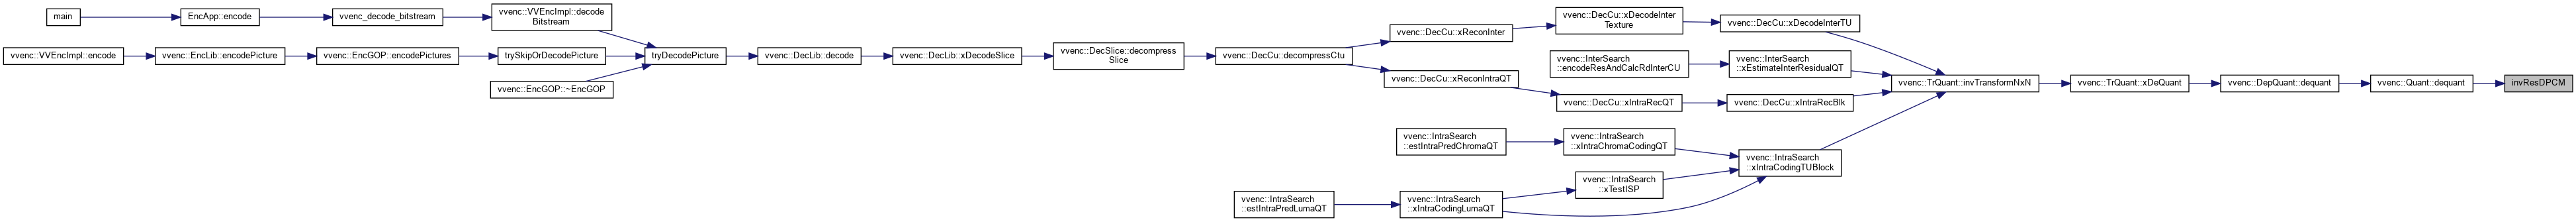 main
EncApp::encode
vvenc_decode_bitstream
vvenc::VVEncImpl::decode
Bitstream
vvenc::VVEncImpl::encode
vvenc::EncLib::encodePicture
vvenc::EncGOP::encodePictures
trySkipOrDecodePicture
vvenc::EncGOP::~EncGOP
tryDecodePicture
vvenc::DecLib::decode
vvenc::DecLib::xDecodeSlice
vvenc::DecSlice::decompress
Slice
vvenc::DecCu::decompressCtu
vvenc::DecCu::xReconInter
vvenc::DecCu::xReconIntraQT
vvenc::DecCu::xDecodeInter
Texture
vvenc::DecCu::xDecodeInterTU
vvenc::InterSearch
::encodeResAndCalcRdInterCU
vvenc::InterSearch
::xEstimateInterResidualQT
vvenc::DecCu::xIntraRecQT
vvenc::DecCu::xIntraRecBlk
vvenc::IntraSearch
::estIntraPredChromaQT
vvenc::IntraSearch
::xIntraChromaCodingQT
vvenc::IntraSearch
::xIntraCodingTUBlock
vvenc::IntraSearch
::xTestISP
vvenc::IntraSearch
::estIntraPredLumaQT
vvenc::IntraSearch
::xIntraCodingLumaQT
vvenc::TrQuant::invTransformNxN
vvenc::TrQuant::xDeQuant
vvenc::DepQuant::dequant
vvenc::Quant::dequant
invResDPCM